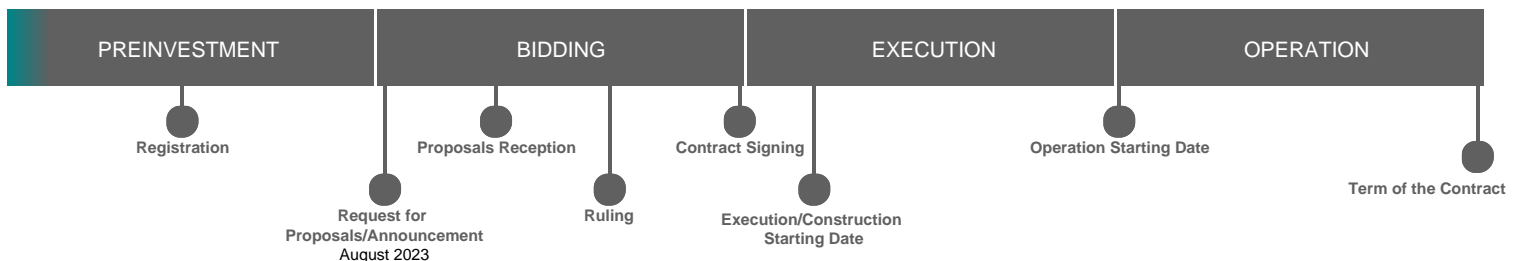 PREINVESTMENT
BIDDING
EXECUTION
OPERATION
Registration
Proposals Reception
Contract Signing
Operation Starting Date
Term of the Contract
Request for
Proposals/Announcement
August 2023
Ruling
Execution/Construction
Starting Date